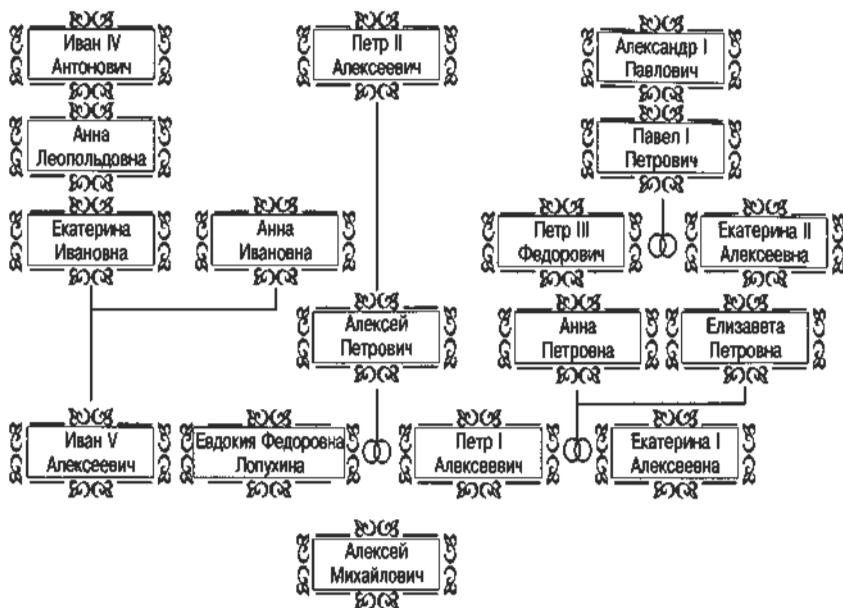 Иван IV
Антонович
Петр II
Алексеевич
Александр I
Павлович
Анна
Леопольдовна
Павел I
Петрович
Екатерина
Ивановна
Анна
Ивановна
Петр III
Федорович
Екатерина II
Алексеевна
Алексей
Петрович
Анна
Петровна
Елизавета
Петровна
Иван V
Алексеевич
Евдокия Федоровна
Лопухина
Петр I
Алексеевич
Екатерина I
Алексеевна
Алексей
Михайлович